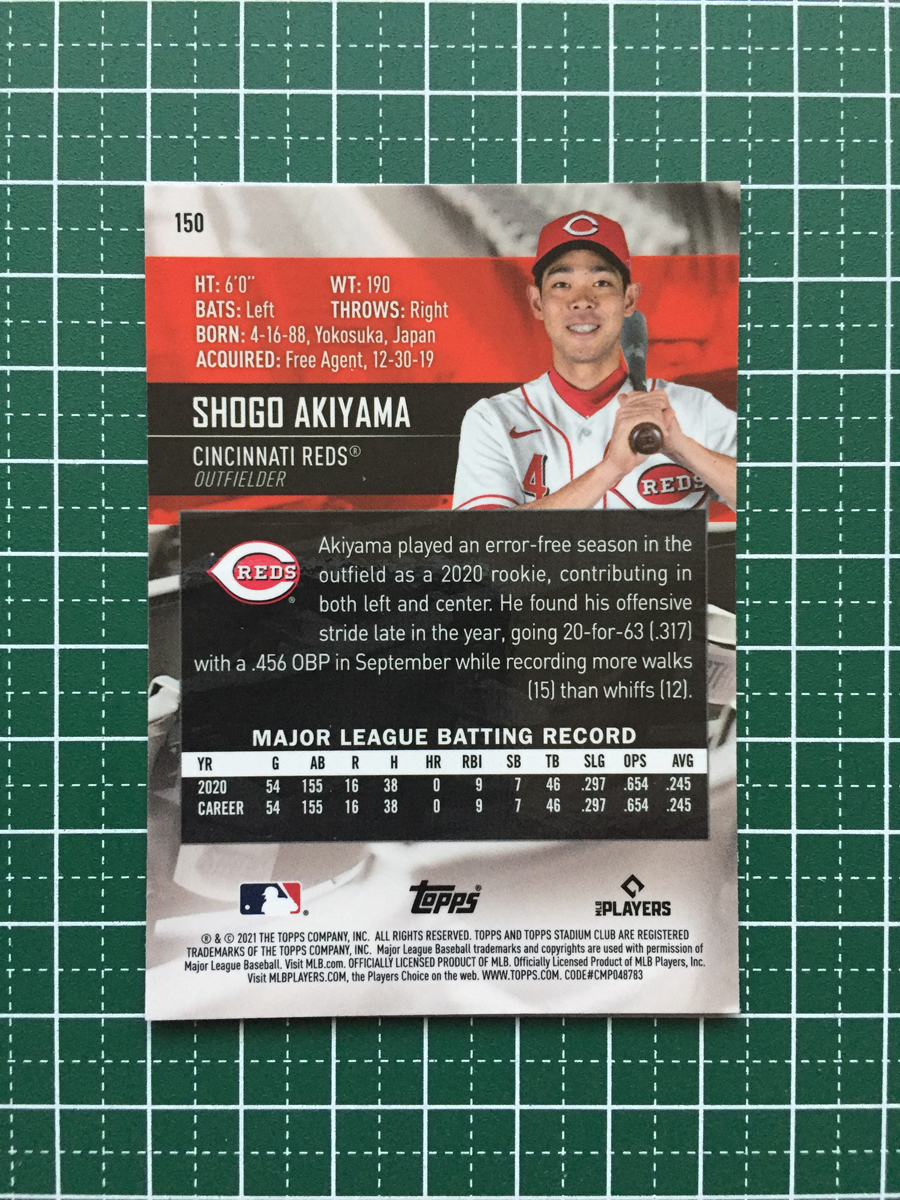 150
HT: 6'0" WT: 190
BATS: Left THROWS: Right
BORN: 4-16-88, Yokosuka, Japan
ACQUIRED: Free Agent, 12-30-19
SHOGO AKIYAMA
CINCINNATI REDS®
OUTFIELDER
C
4
REDS
REDS®
Akiyama played an error-free season in the
outfield as a 2020 rookie, contributing in
both left and center. He found his offensive
stride late in the year, going 20-for-63 (.317)
with a .456 OBP in September while recording more walks
(15) than whiffs (12).
MAJOR LEAGUE BATTING RECORD
YR G AB R H HR RBI SB TB SLG OPS AVG
2020 54 155 16 38 0 9 7 46 .297 .654 .245
CAREER 54 155 16 38 0 9 7 46 .297 .654 .245
® Topps® MLB PLAYERS
® & © 2021 THE TOPPS COMPANY, INC. ALL RIGHTS RESERVED. TOPPS AND TOPPS STADIUM CLUB ARE REGISTERED
TRADEMARKS OF THE TOPPS COMPANY, INC. Major League Baseball trademarks and copyrights are used with permission of
Major League Baseball. Visit MLB.com. OFFICIALLY LICENSED PRODUCT OF MLB. Officially Licensed Product of MLB Players, Inc.
Visit MLBPLAYERS.COM, the Players Choice on the web. WWW.TOPPS.COM. CODE#CMP048783